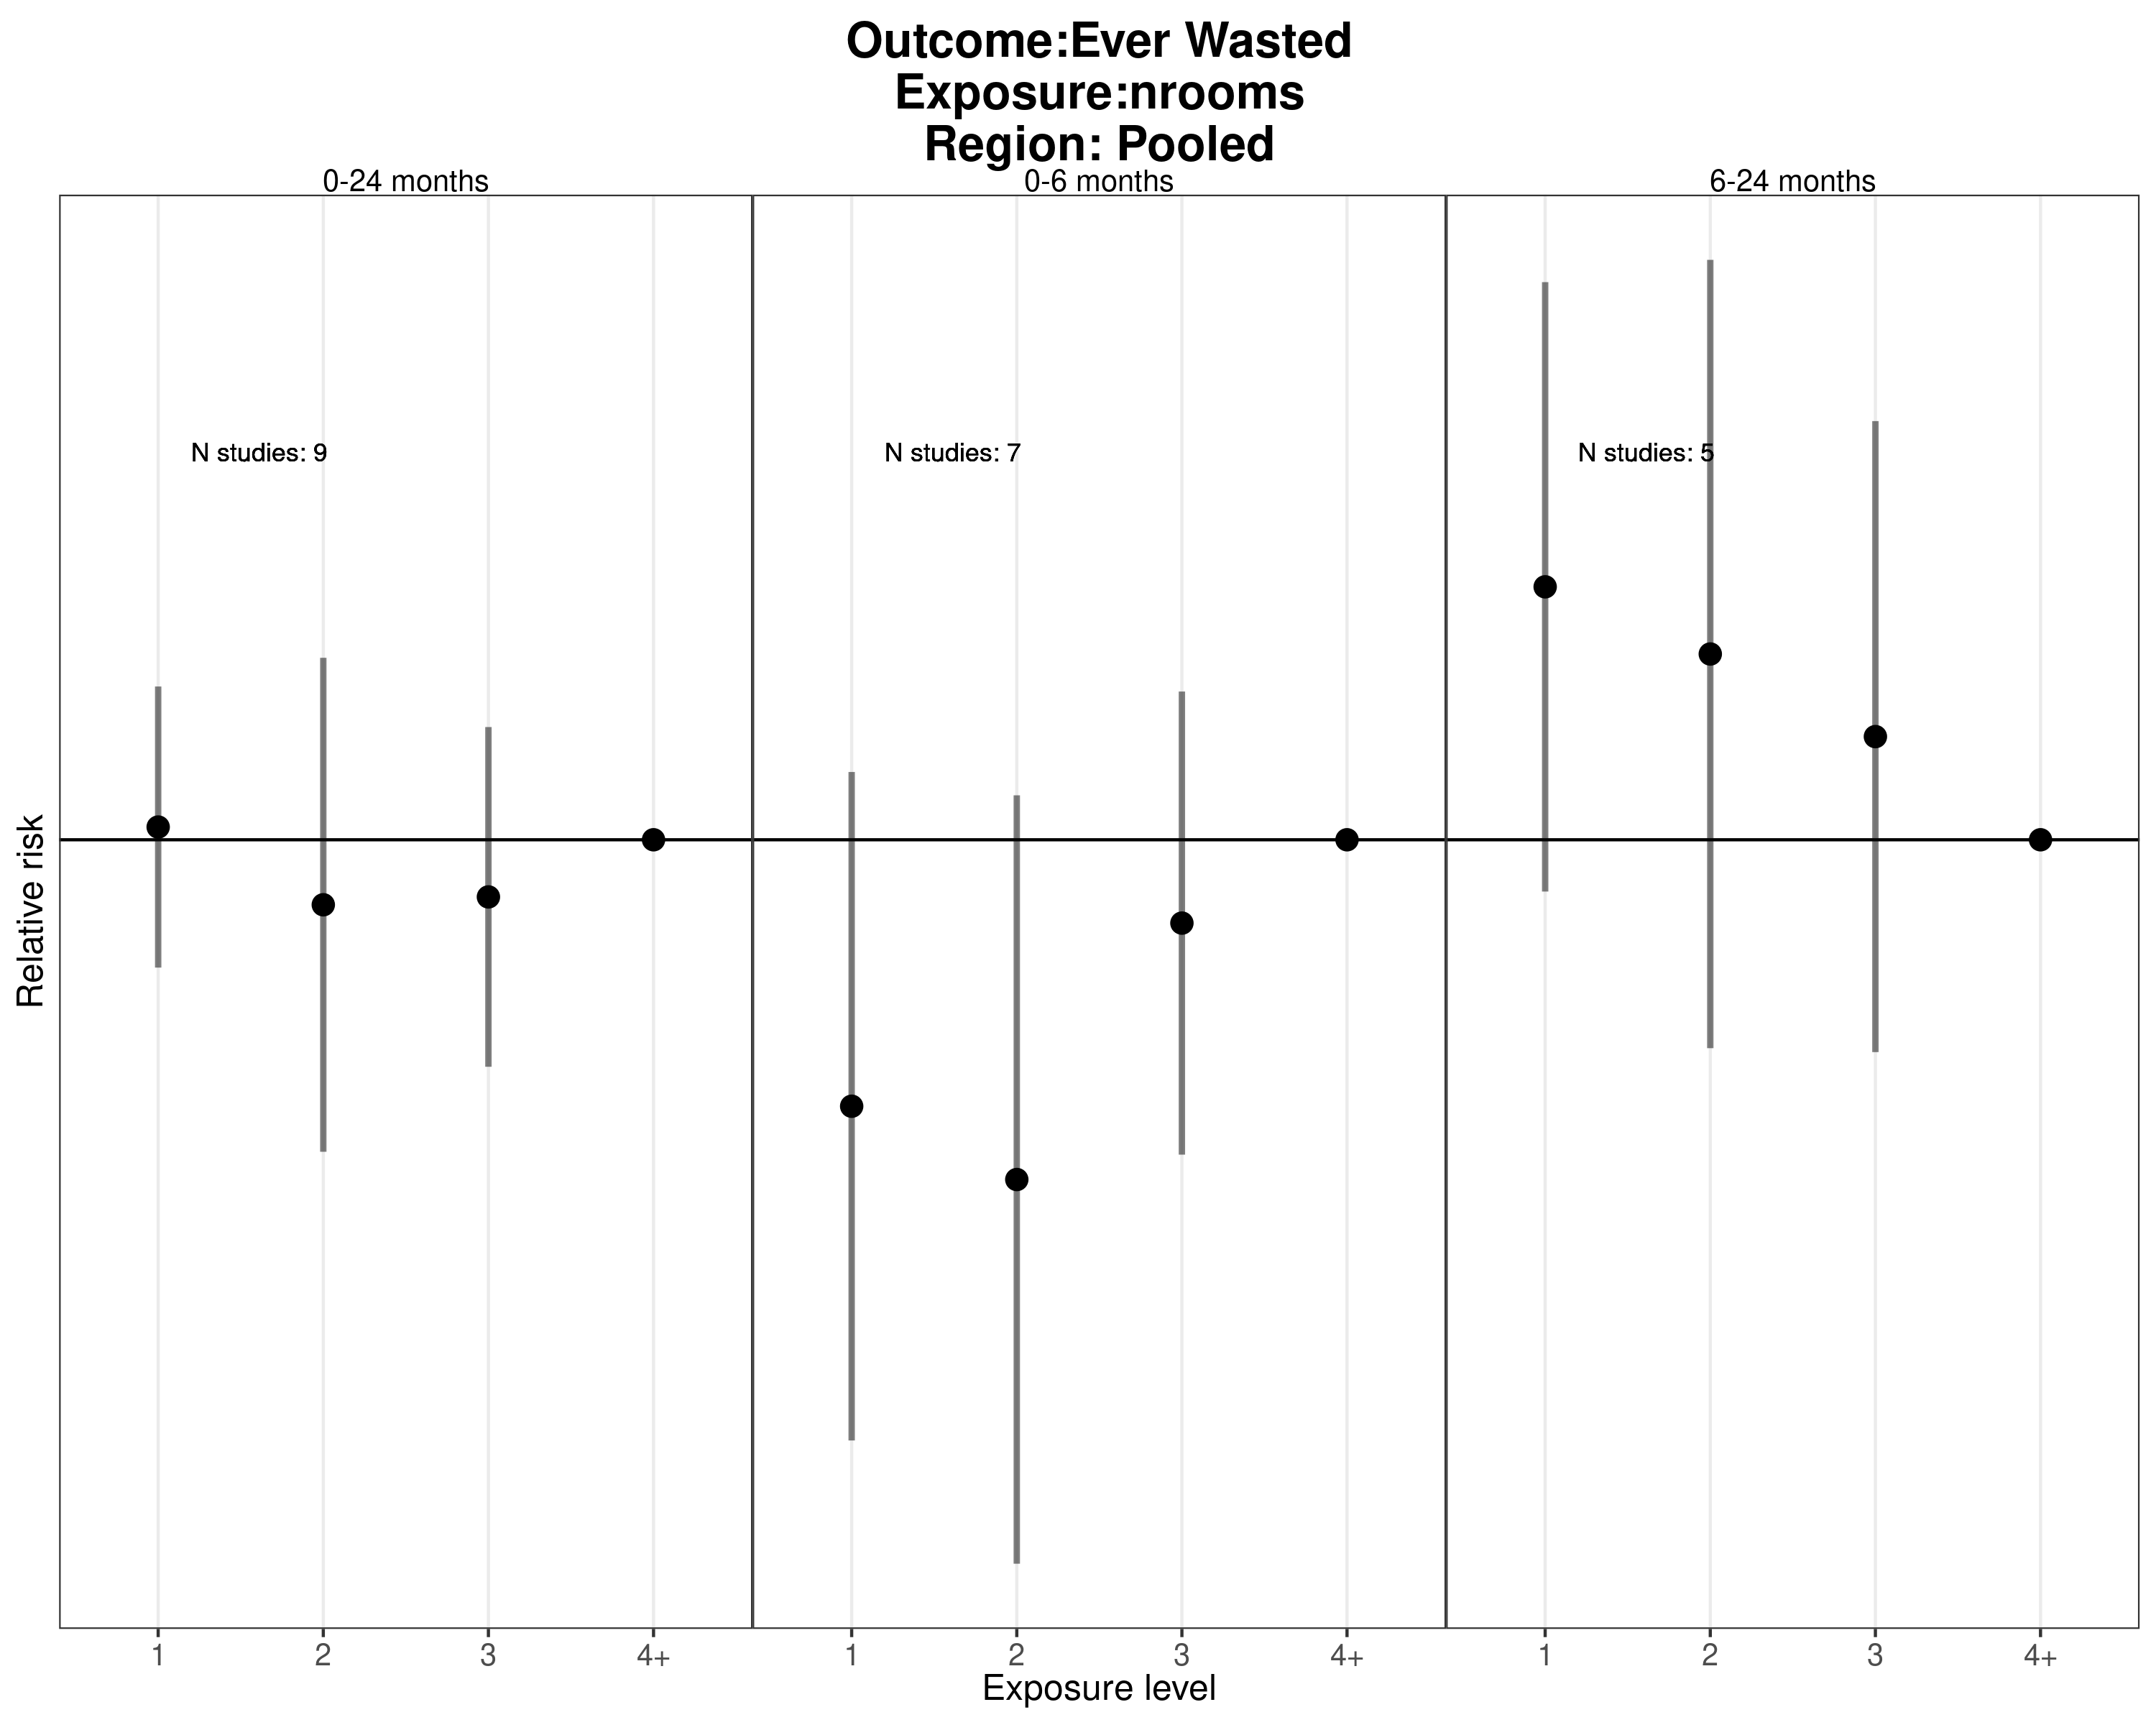 Outcome:Ever Wasted
Exposure:nrooms
Region: Pooled
0-24 months
0-6 months
6-24 months
N studies: 9
N studies: 7
N studies: 5
Relative risk
1 2 3 4+ 1 2 3 4+ 1 2 3 4+
Exposure level